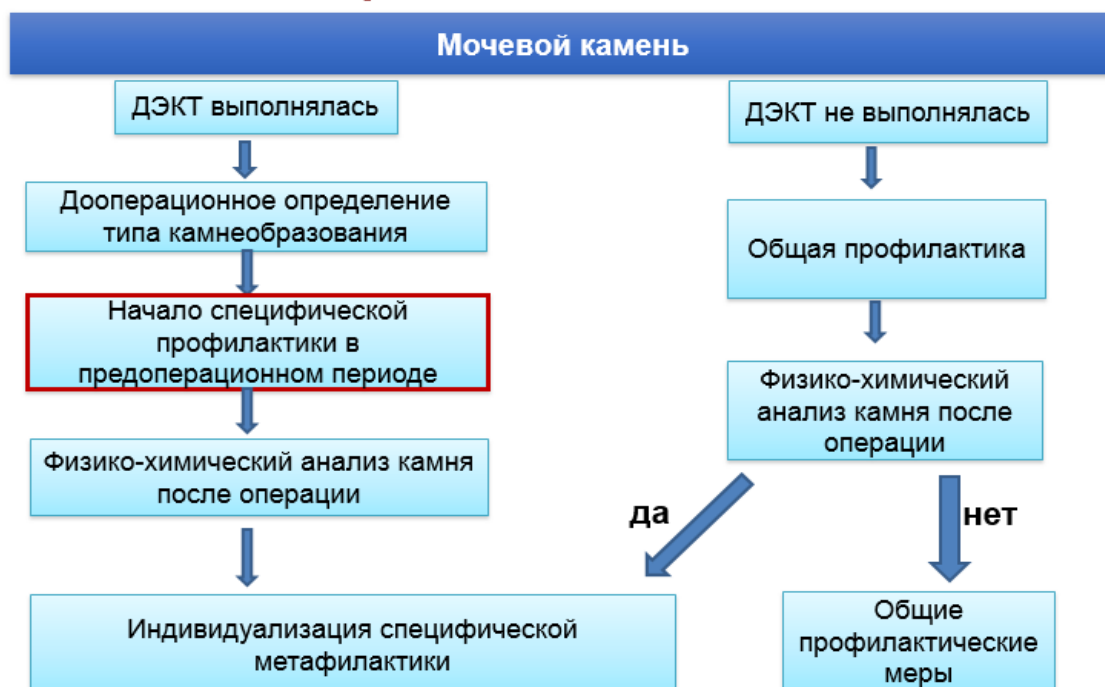 Мочевой камень
ДЭКТ выполнялась
Дооперационное определение
типа камнеобразования
Начало специфической
профилактики в
предоперационном периоде
Физико-химический анализ камня
после операции
ДЭКТ не выполнялась
Общая профилактика
Физико-химический
анализ камня после
операции
да
нет
Индивидуализация специфической
метафилактики
Общие
профилактические
меры